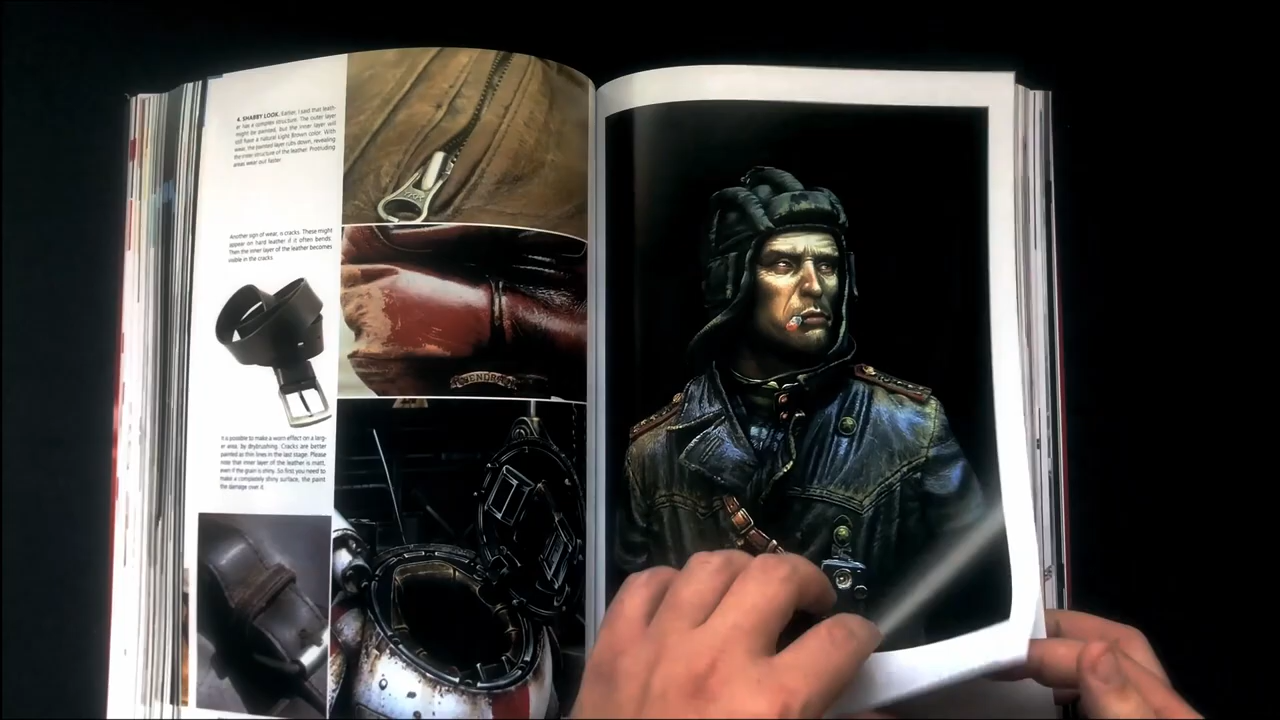 4. SHABBY LOOK. Earlier, I said that leath-
er has a complex structure. The outer layer
might be painted, but the inner layer will
still have a natural Light Brown color. With
wear, the painted layer rubs down, revealing
the inner structure of the leather. Protruding
areas wear out faster.
Another sign of wear, is cracks. These might
appear on hard leather if it often bends.
Then the inner layer of the leather becomes
visible in the cracks.
It is possible to make a worn effect on a larg-
er area, by drybrushing. Cracks are better
painted as thin lines in the last stage. Please
note that inner layer of the leather is matt,
even if the grain is shiny. So first you need to
make a completely shiny surface, the paint
the damage over it.
YKK